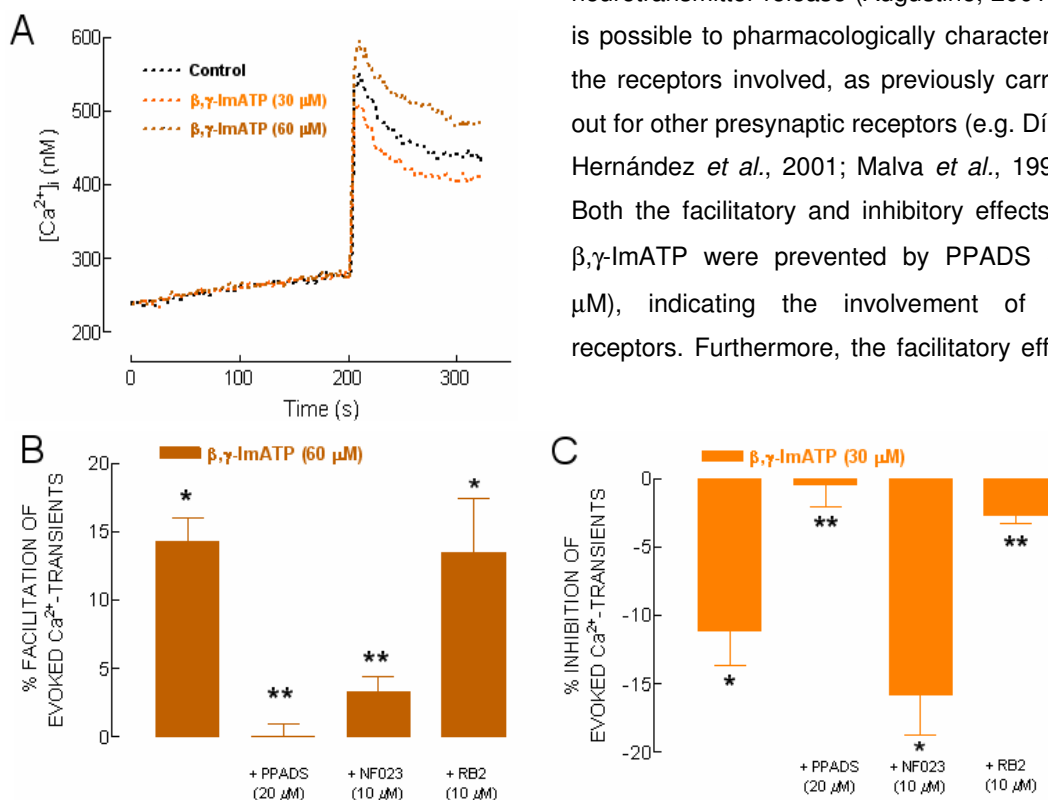 A
600
500
400
300
200
[Ca2+]i (nM)
Control
β,γ-ImATP (30 μM)
β,γ-ImATP (60 μM)
0 100 200 300
Time (s)
is possible to pharmacologically character
the receptors involved, as previously carr
out for other presynaptic receptors (e.g. Dí
Hernández et al., 2001; Malva et al., 199
Both the facilitatory and inhibitory effects
β,γ-ImATP were prevented by PPADS
μM), indicating the involvement of
receptors. Furthermore, the facilitatory eff
B
β,γ-ImATP (60 μM)
% FACILITATION OF
EVOKED Ca2+-TRANSIENTS
20
15
10
5
0
*
**
**
*
+ PPADS
(20 μM)
+ NF023
(10 μM)
+ RB2
(10 μM)
C
β,γ-ImATP (30 μM)
% INHIBITION OF
EVOKED Ca2+-TRANSIENTS
0
-5
-10
-15
-20
*
**
*
**
+ PPADS
(20 μM)
+ NF023
(10 μM)
+ RB2
(10 μM)